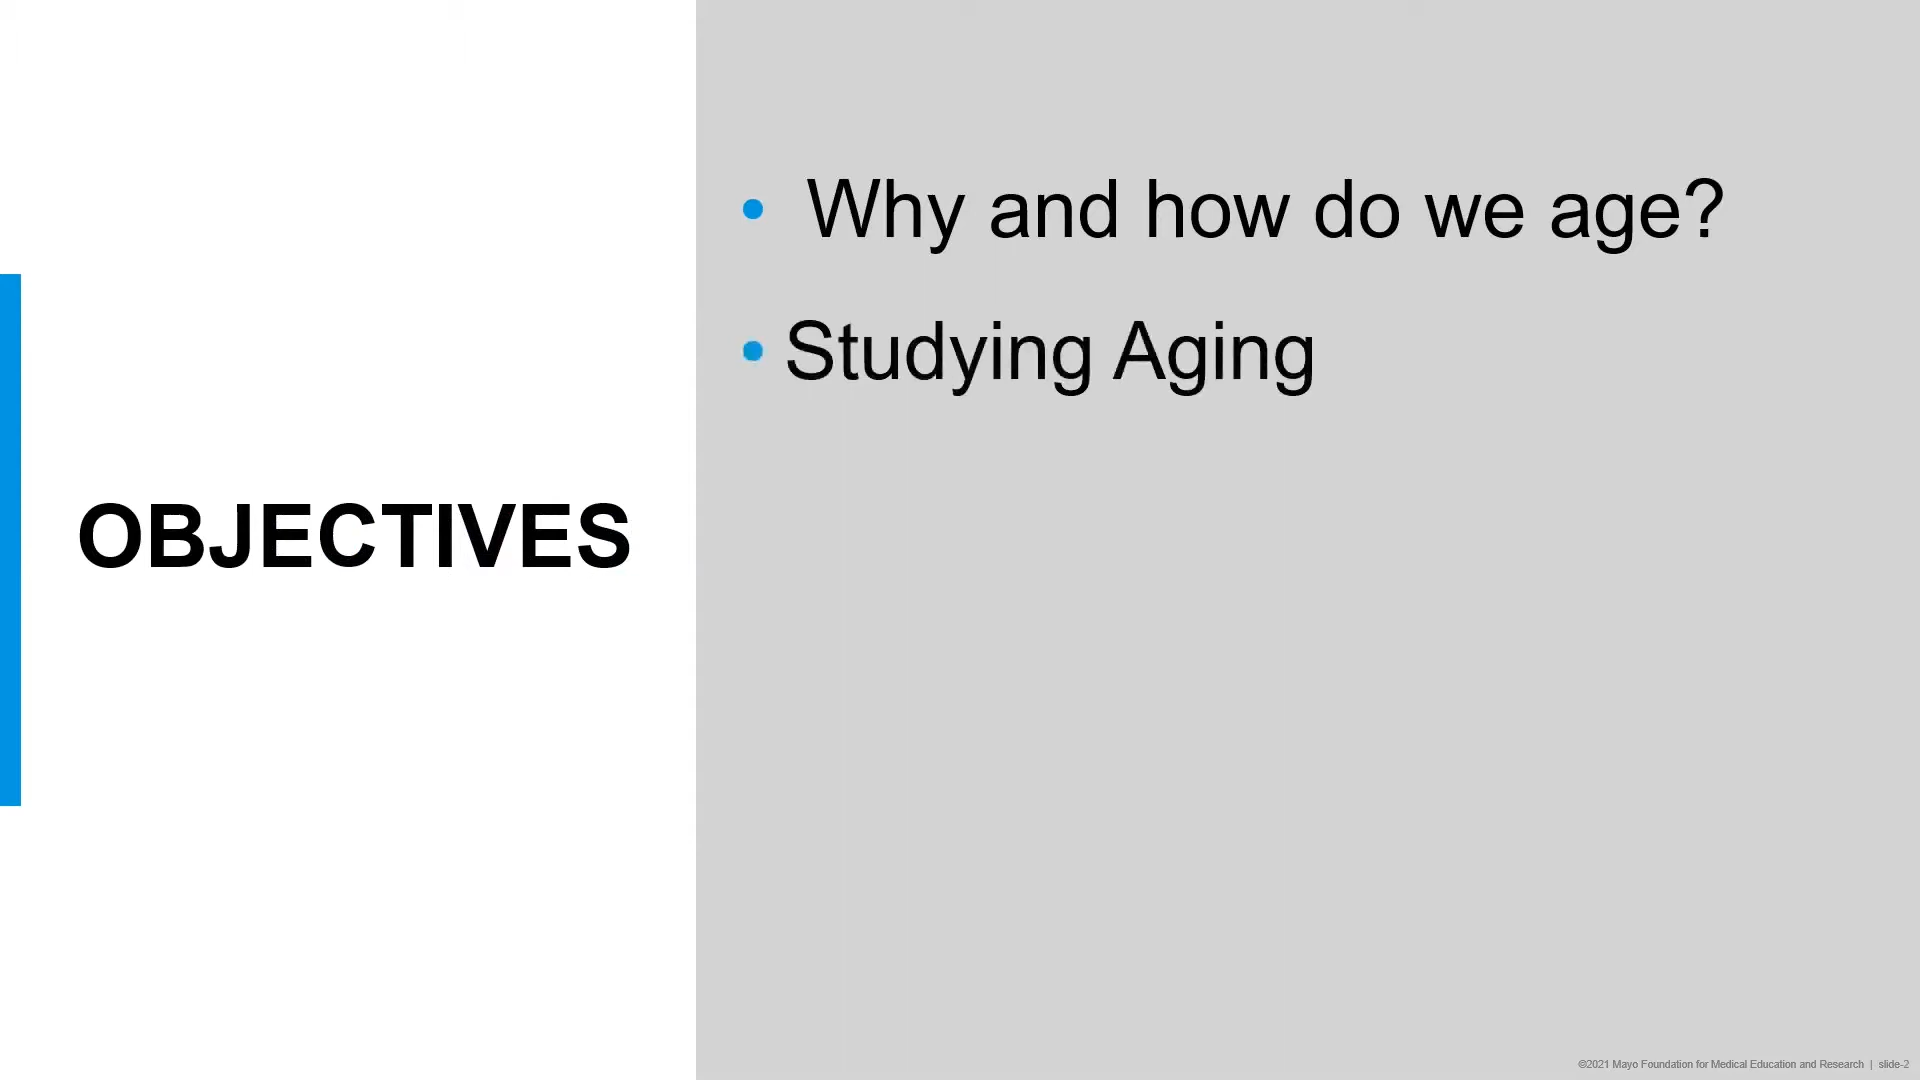 OBJECTIVES
• Why and how do we age?
• Studying Aging
©2021 Mayo Foundation for Medical Education and Research | slide-2